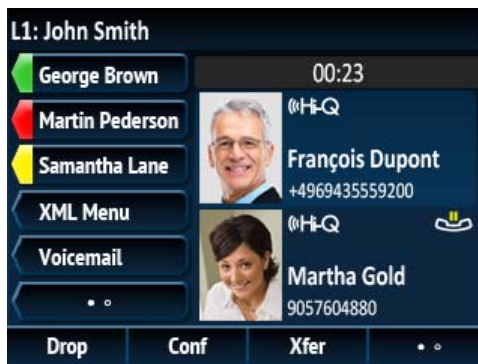 L1: John Smith
George Brown
Martin Pederson
Samantha Lane
XML Menu
Voicemail
00:23
Hi-Q
François Dupont
+4969435559200
Hi-Q
Martha Gold
9057604880
Drop Conf Xfer